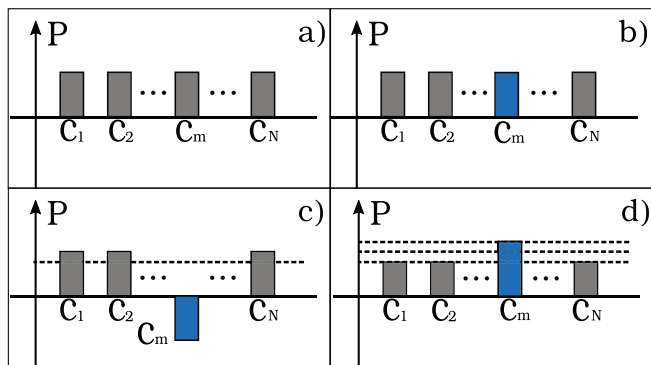 P a)
... ...
C1 C2 Cm CN
P b)
... ...
C1 C2 Cm CN
P c)
... ...
C1 C2 CN
Cm
P d)
... ...
C1 C2 Cm CN